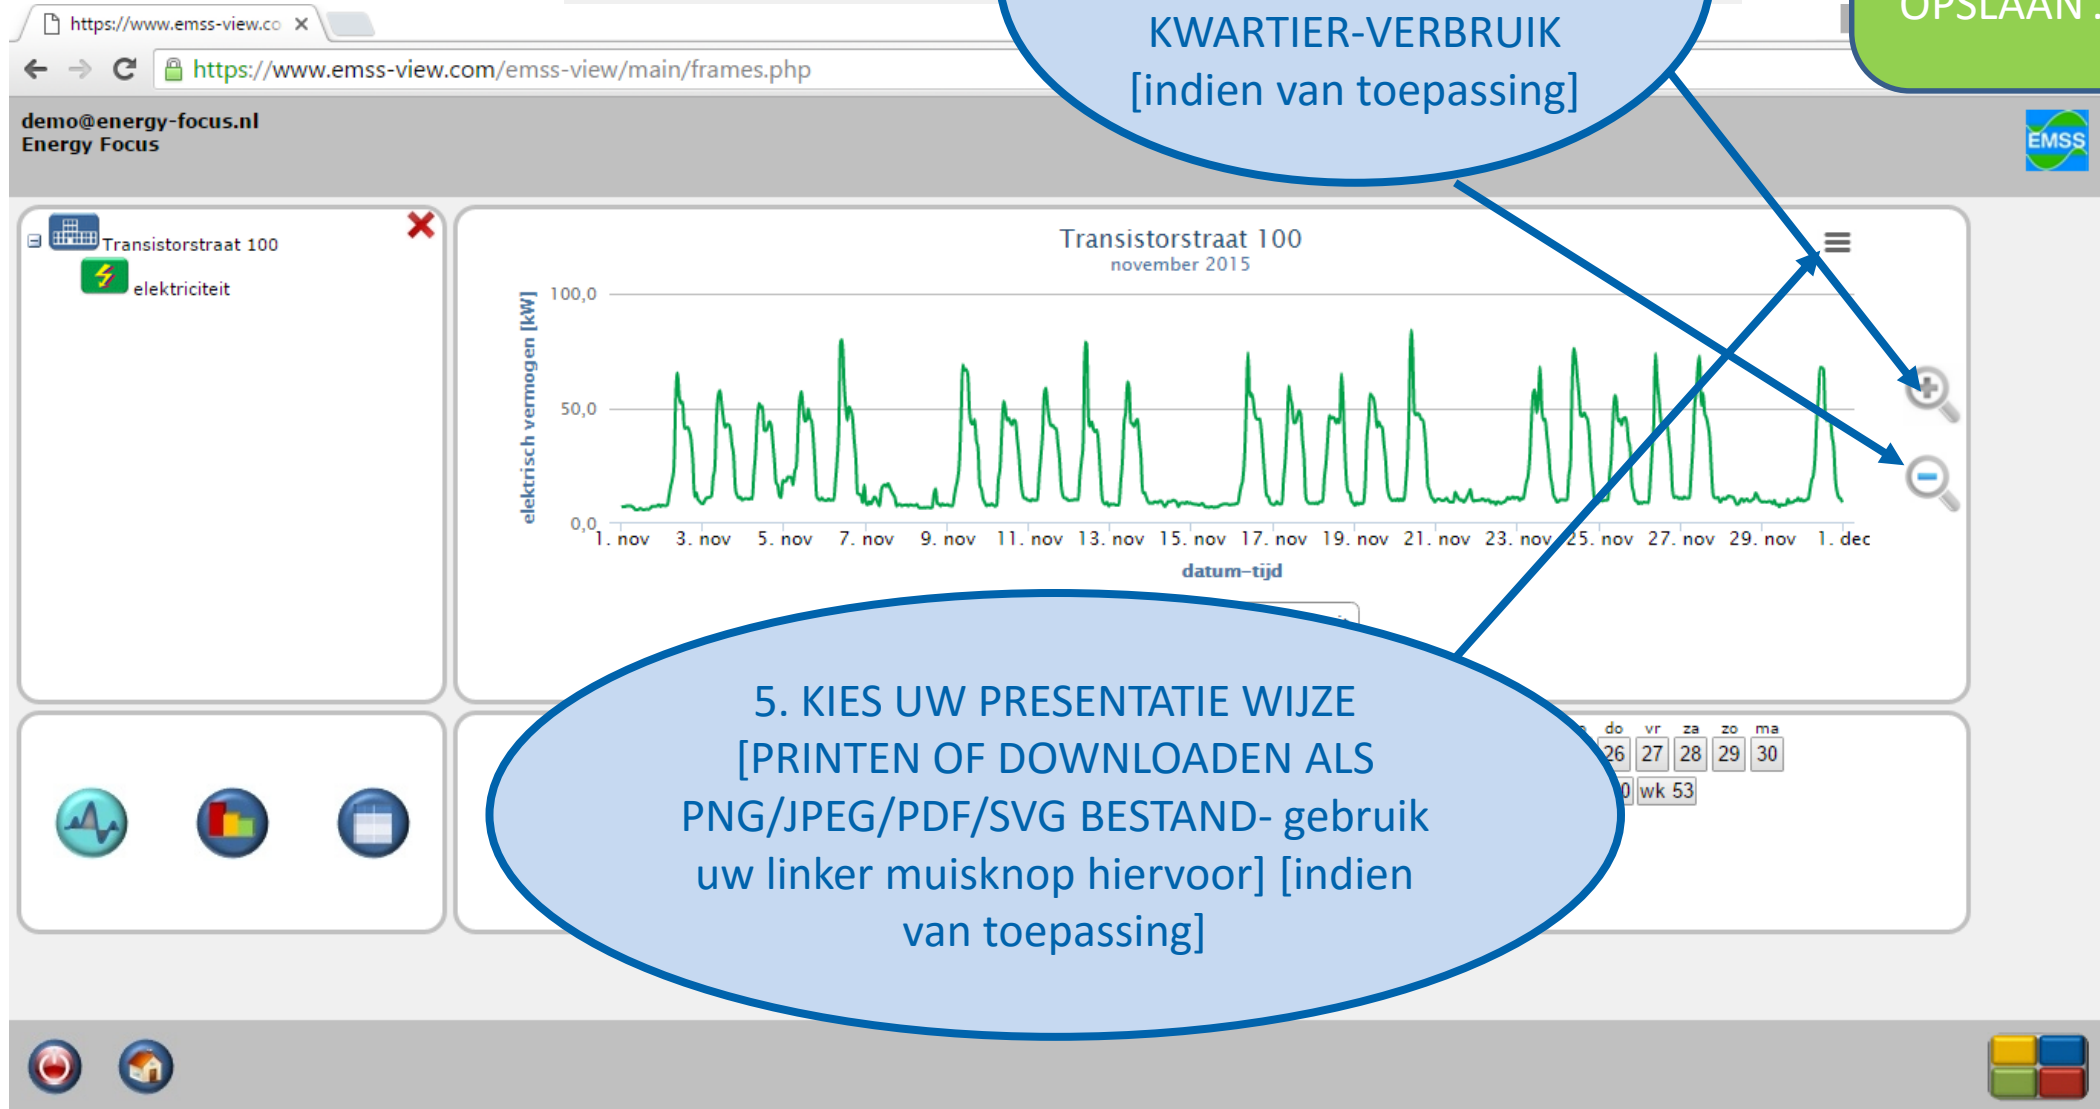 https://www.emss-view.co
KWARTIER-VERBRUIK
[indien van toepassing]
OPSLAAN
https://www.emss-view.com/emss-view/main/frames.php
demo@energy-focus.nl
Energy Focus
EMSS
Transistorstraat 100
elektriciteit
Transistorstraat 100
november 2015
elektrisch vermogen [kW]
100,0
50,0
0,0
1. nov 3. nov 5. nov 7. nov 9. nov 11. nov 13. nov 15. nov 17. nov 19. nov 21. nov 23. nov 25. nov 27. nov 29. nov 1. dec
datum-tijd
5. KIES UW PRESENTATIE WIJZE
[PRINTEN OF DOWNLOADEN ALS
PNG/JPEG/PDF/SVG BESTAND- gebruik
uw linker muisknop hiervoor] [indien
van toepassing]
do vr za zo ma
26 27 28 29 30
0 wk 53